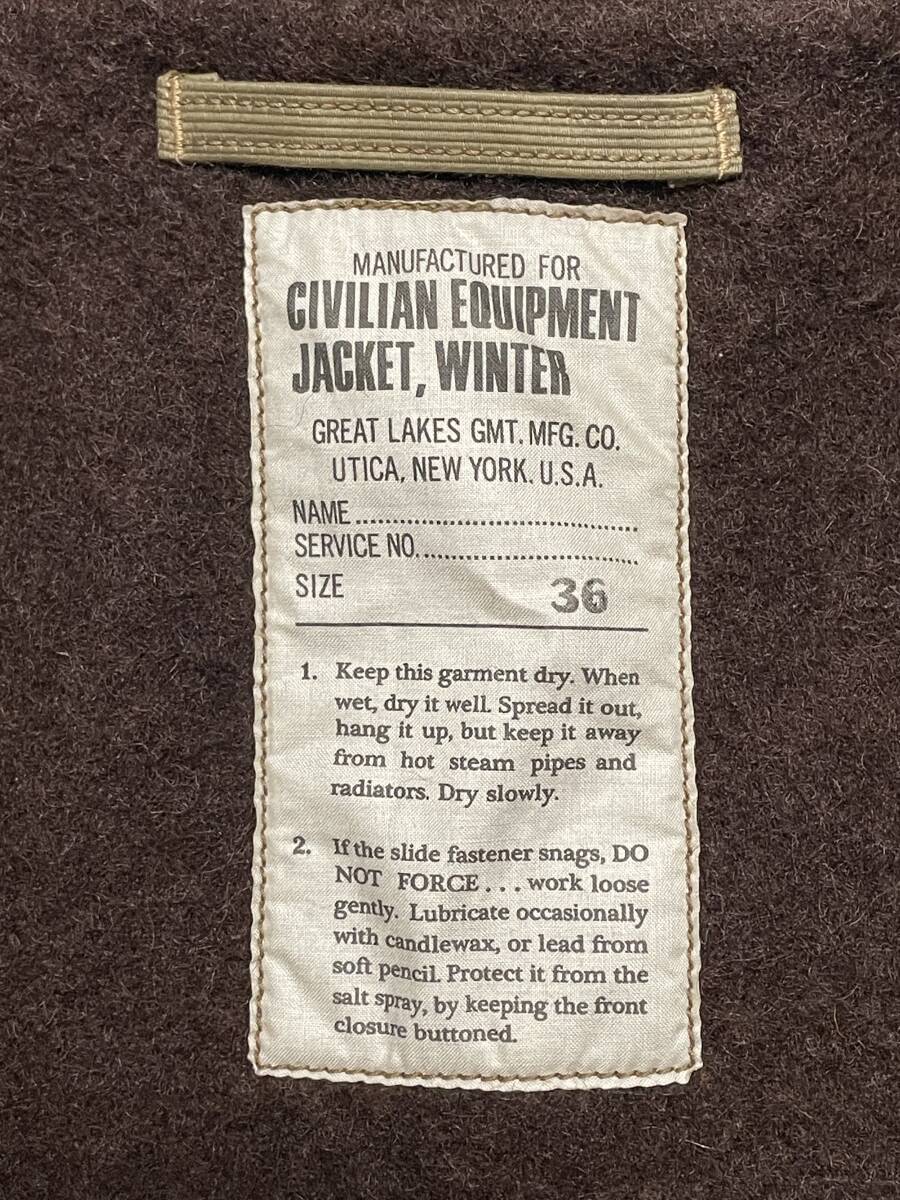 MANUFACTURED FOR
CIVILIAN EQUIPMENT
JACKET, WINTER
GREAT LAKES GMT. MFG. CO.
UTICA, NEW YORK. U.S.A.
NAME......................................
SERVICE NO..............................
SIZE 36
1. Keep this garment dry. When
wet, dry it well. Spread it out,
hang it up, but keep it away
from hot steam pipes and
radiators. Dry slowly.
2. If the slide fastener snags, DO
NOT FORCE... work loose
gently. Lubricate occasionally
with candlewax, or lead from
soft pencil. Protect it from the
salt spray, by keeping the front
closure buttoned.